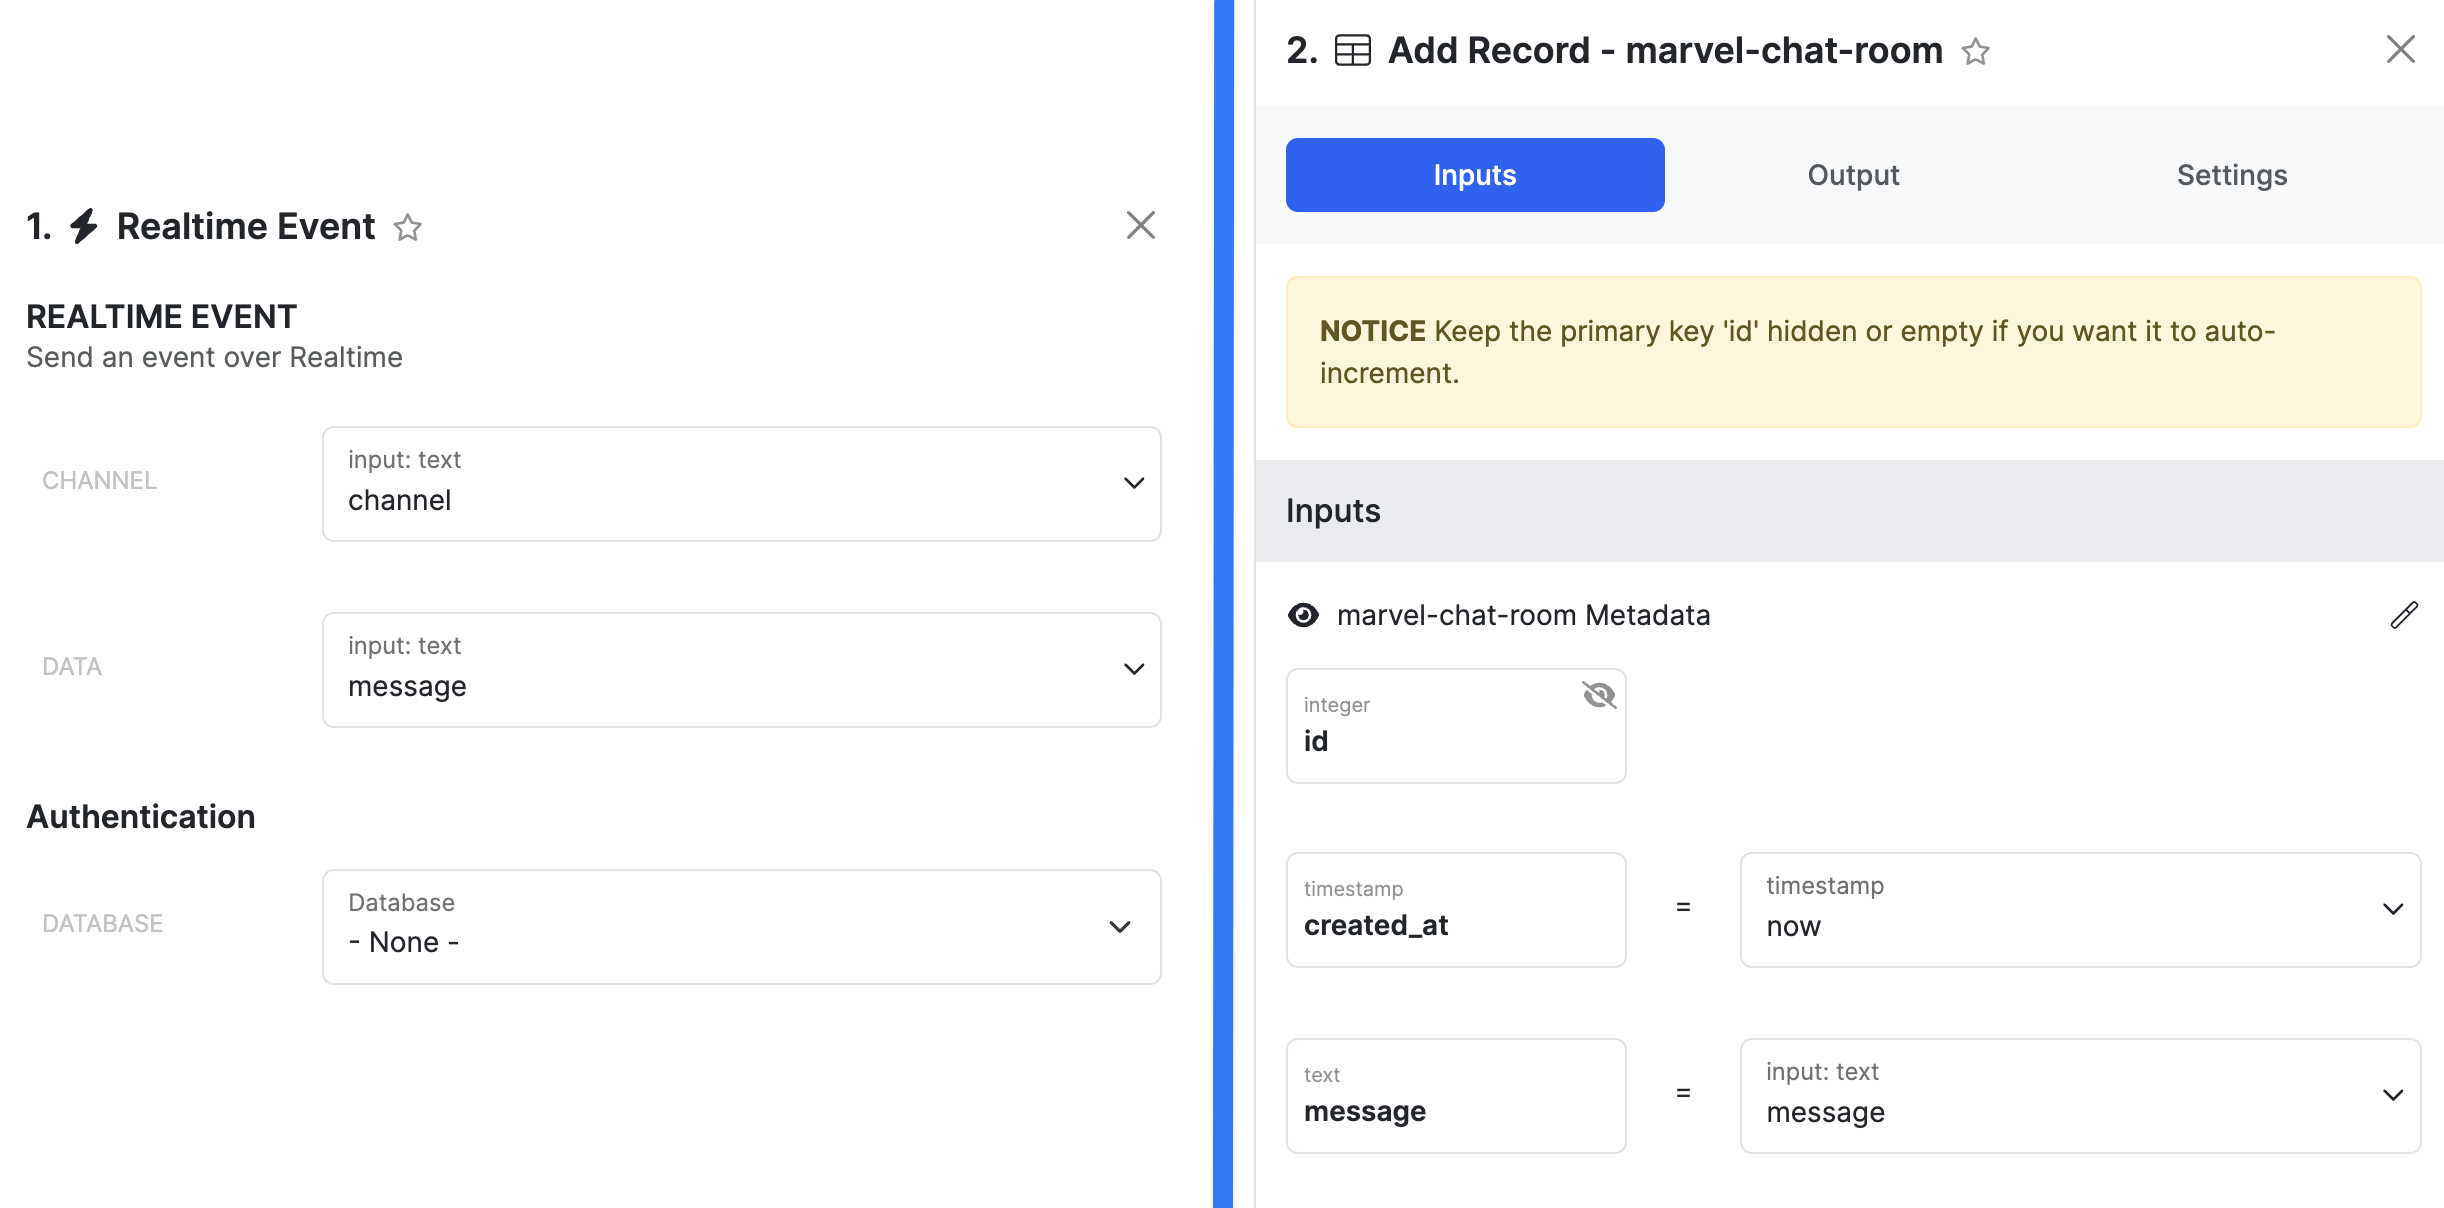 1. Realtime Event
REALTIME EVENT
Send an event over Realtime
CHANNEL
input: text
channel
DATA
input: text
message
Authentication
DATABASE
Database
- None -
2. Add Record - marvel-chat-room
Inputs
Output
Settings
NOTICE Keep the primary key 'id' hidden or empty if you want it to auto-
increment.
Inputs
marvel-chat-room Metadata
integer
id
timestamp
created_at
=
timestamp
now
text
message
=
input: text
message